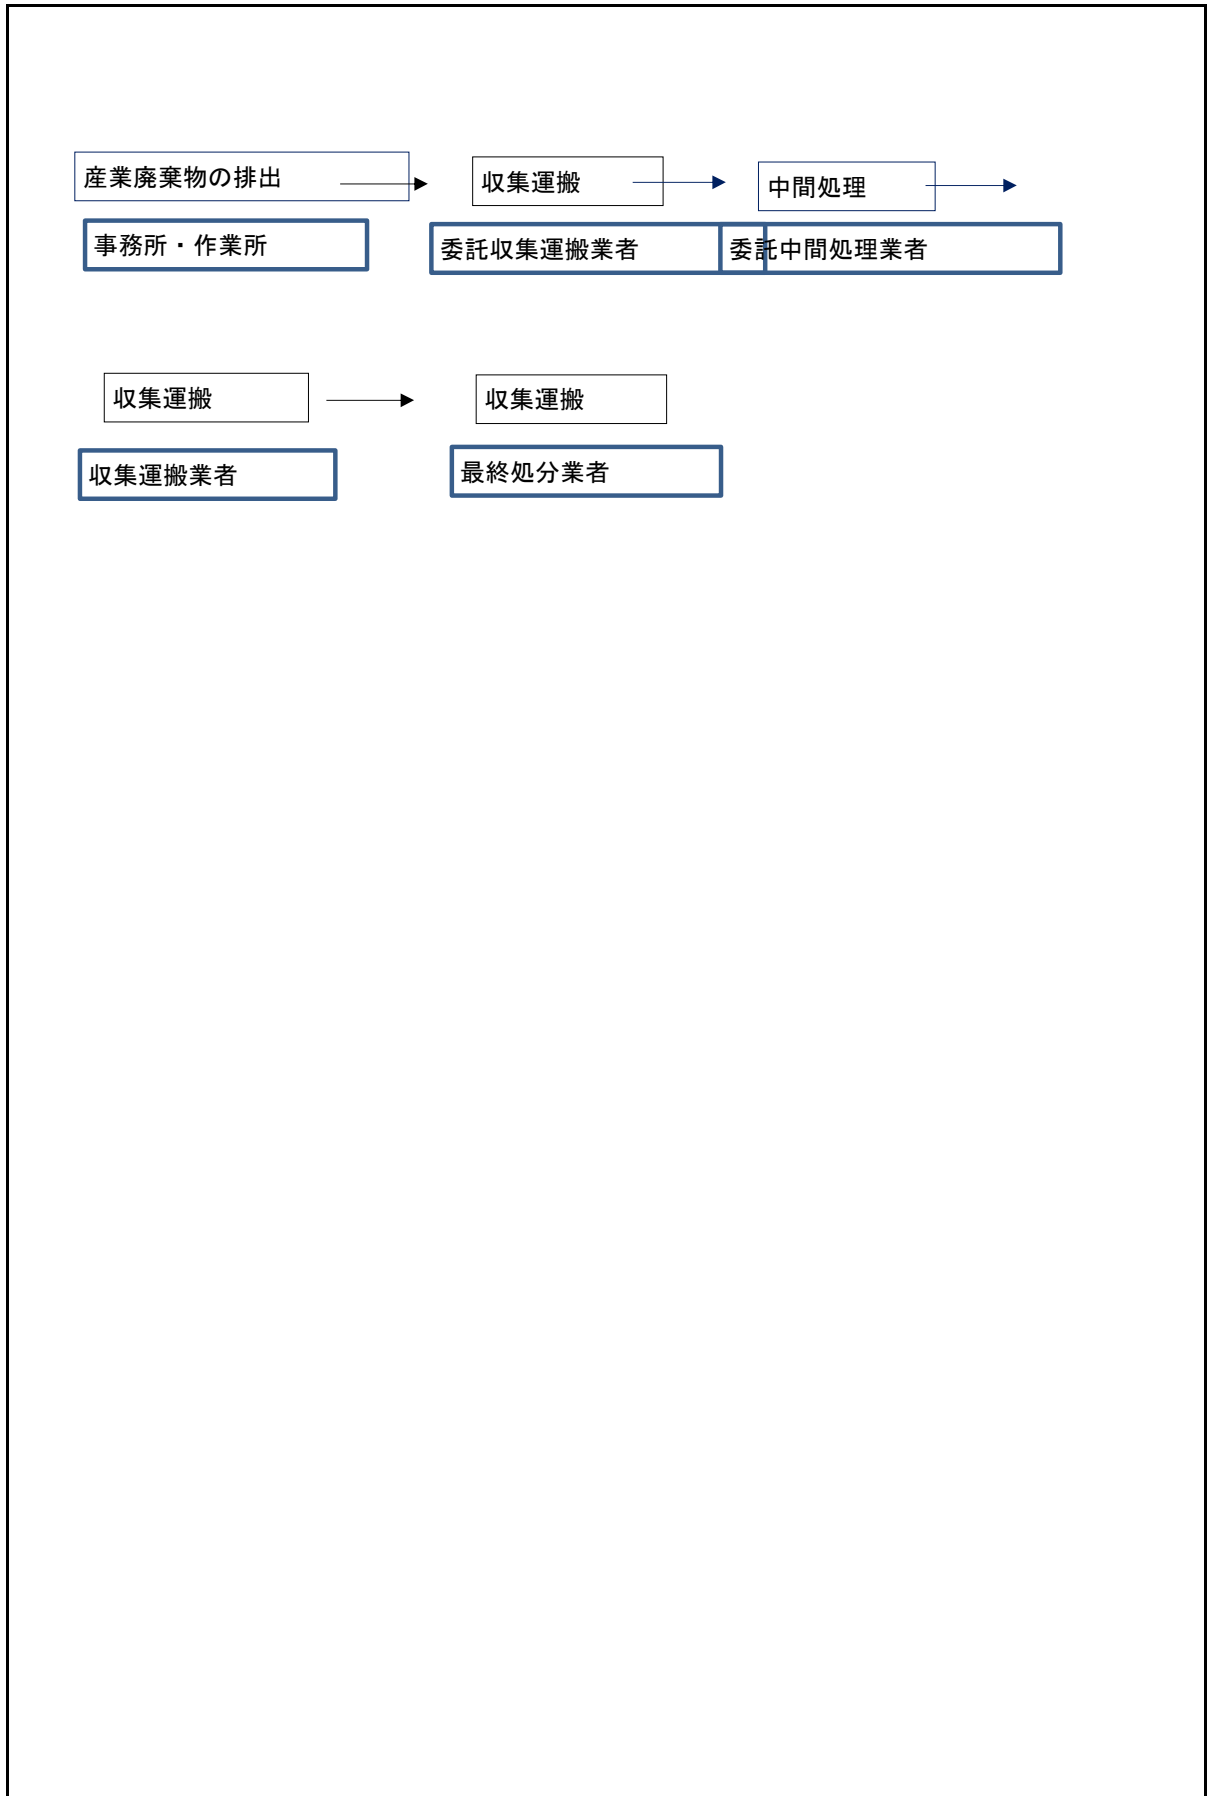 産業廃棄物の排出
収集運搬
中間処理
事務所・作業所
委託収集運搬業者
委託中間処理業者
収集運搬
収集運搬
収集運搬業者
最終処分業者